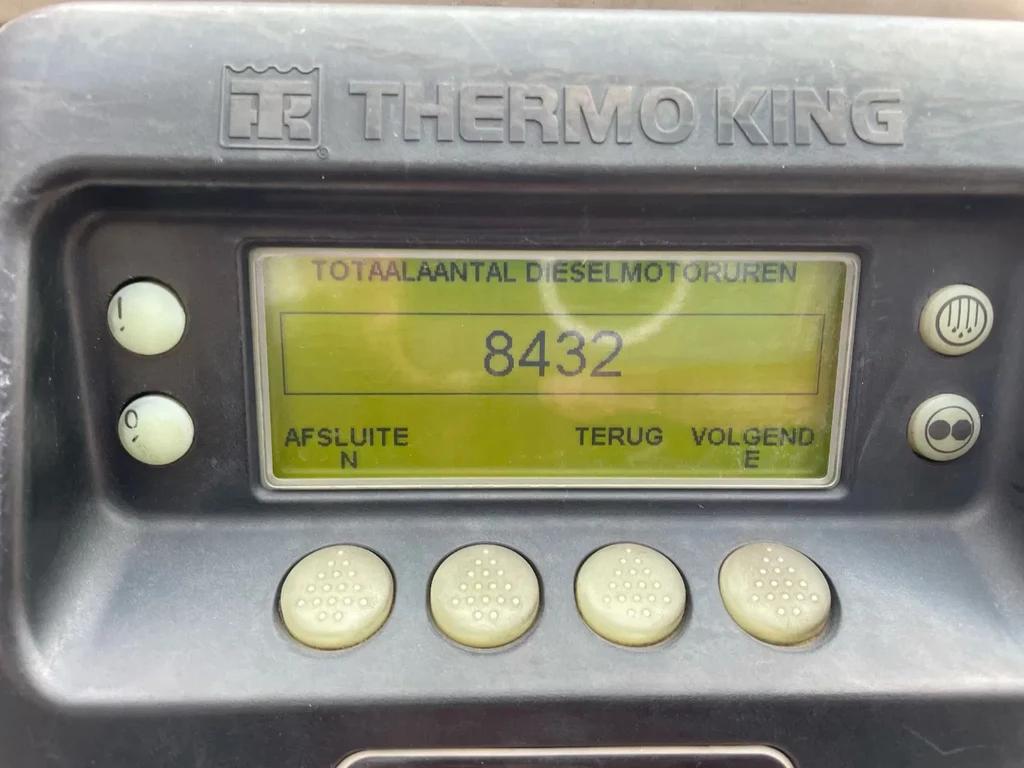 THERMO KING
TOTAALAANTAL DIESELMOTORUREN
8432
AFSLUITE TERUG VOLGEND
N E